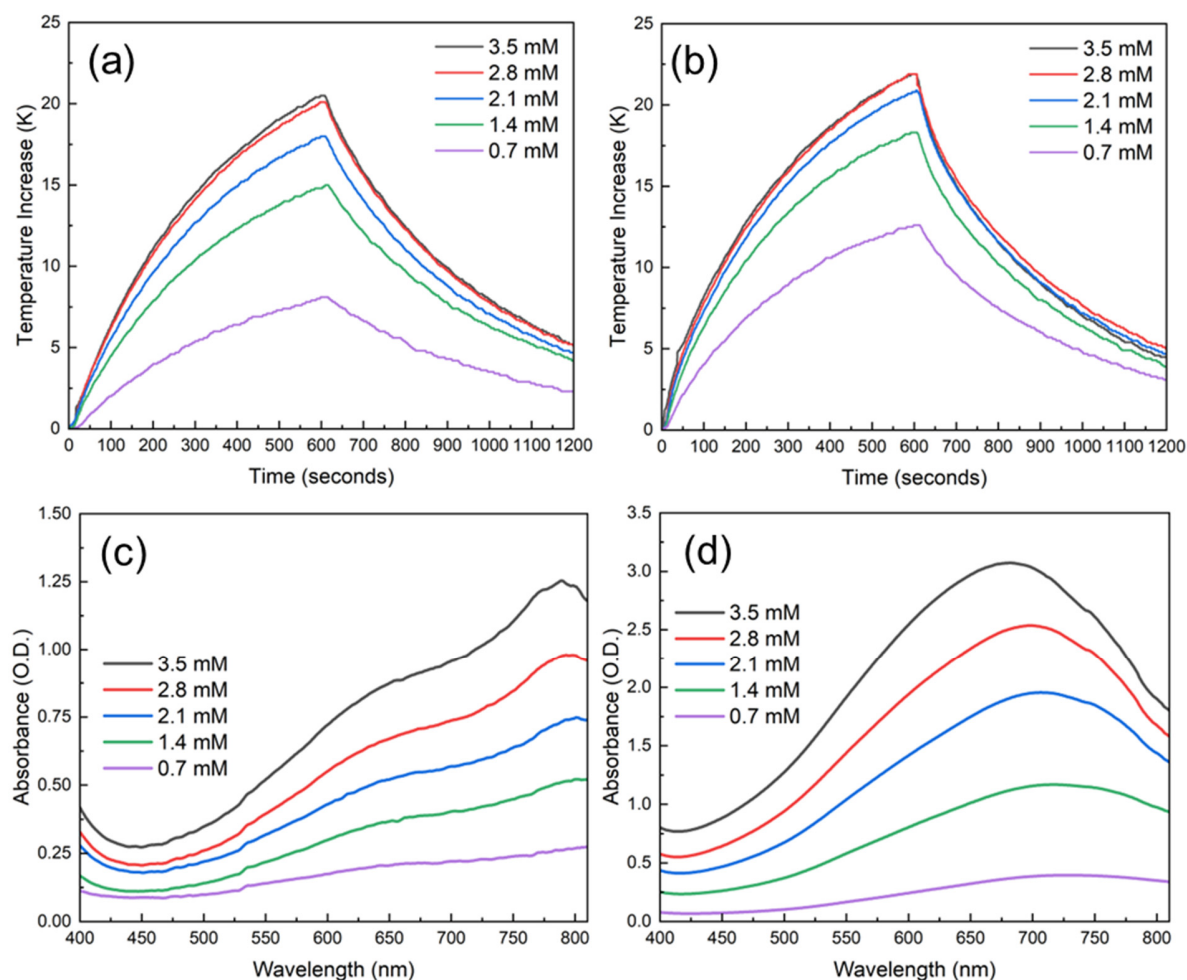 (a)
3.5 mM
2.8 mM
2.1 mM
1.4 mM
0.7 mM
25
20
15
10
5
0
Temperature Increase (K)
0 100 200 300 400 500 600 700 800 900 1000 1100 1200
Time (seconds)
(b)
3.5 mM
2.8 mM
2.1 mM
1.4 mM
0.7 mM
25
20
15
10
5
0
Temperature Increase (K)
0 100 200 300 400 500 600 700 800 900 1000 1100 1200
Time (seconds)
(c)
3.5 mM
2.8 mM
2.1 mM
1.4 mM
0.7 mM
1.50
1.25
1.00
0.75
0.50
0.25
0.00
Absorbance (O.D.)
400 450 500 550 600 650 700 750 800
Wavelength (nm)
(d)
3.5 mM
2.8 mM
2.1 mM
1.4 mM
0.7 mM
3.5
3.0
2.5
2.0
1.5
1.0
0.5
0.0
Absorbance (O.D.)
400 450 500 550 600 650 700 750 800
Wavelength (nm)